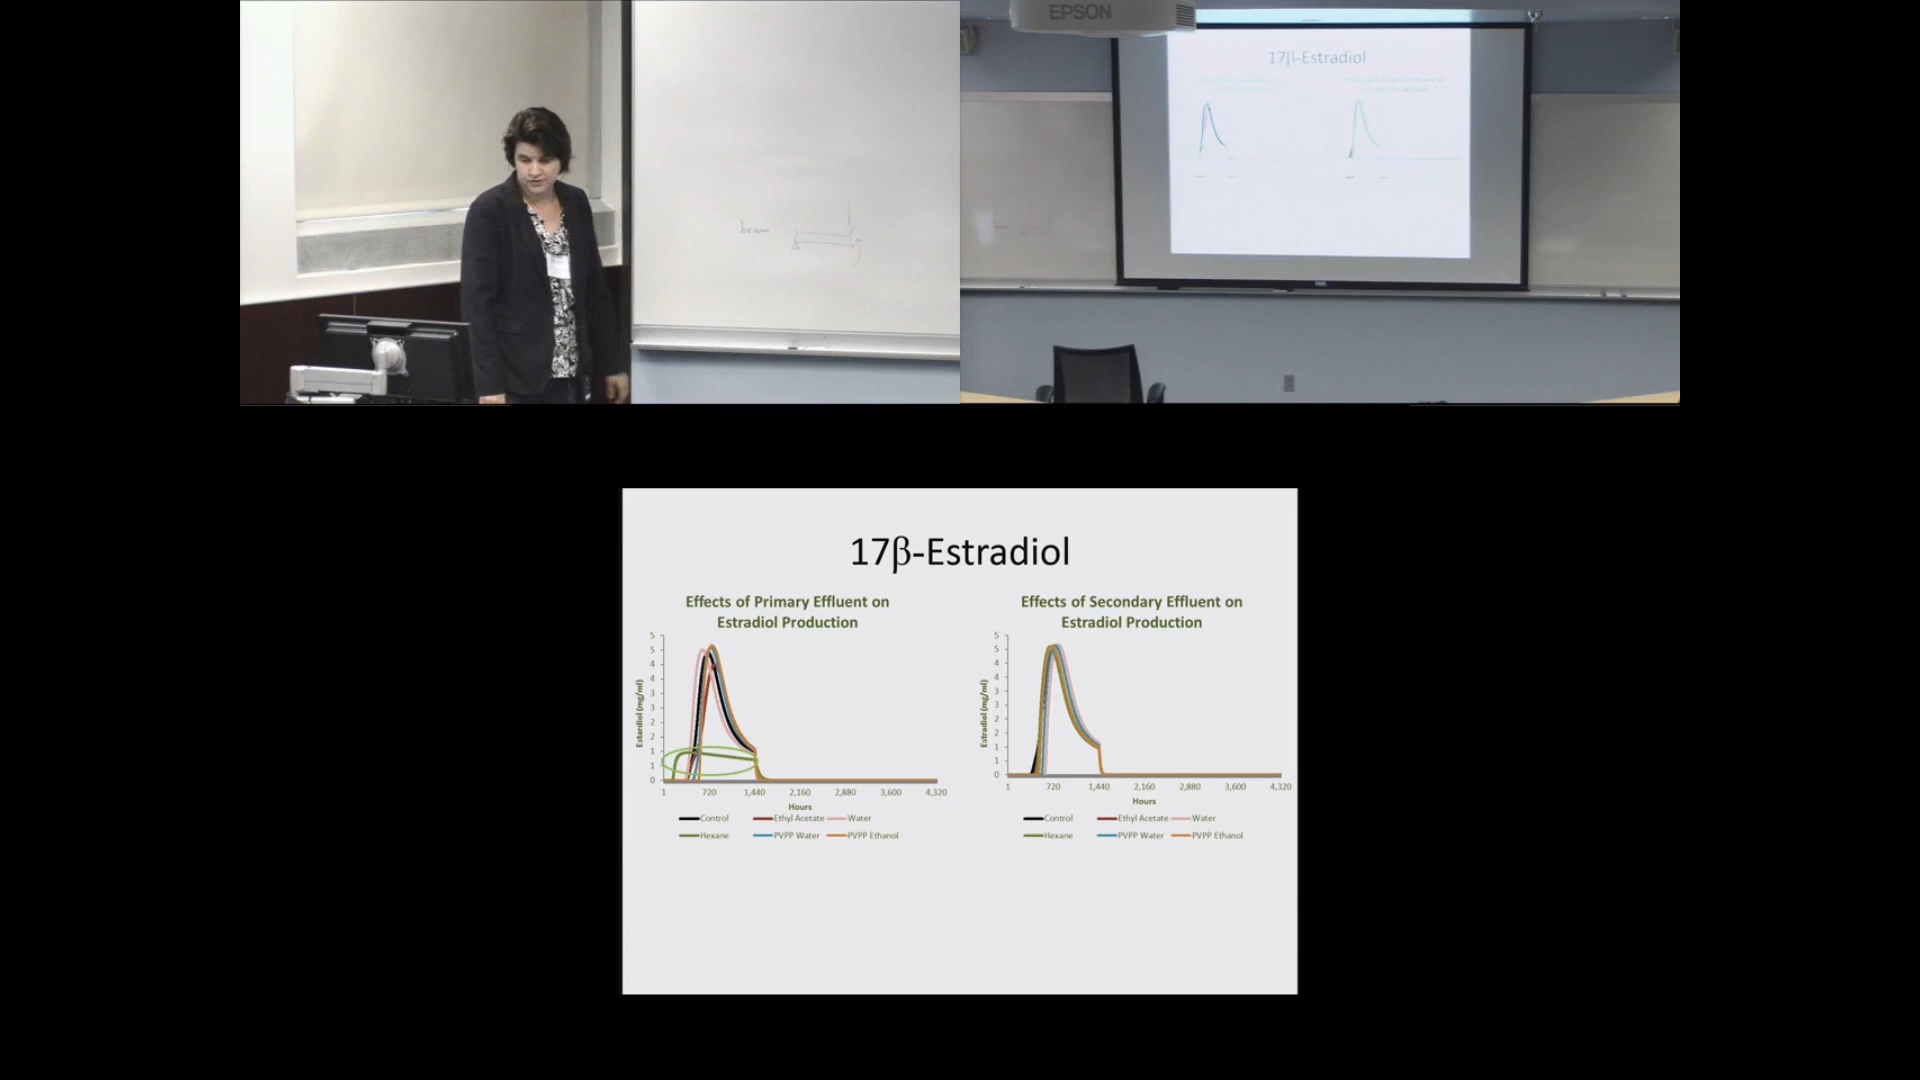 EPSON
17β-Estradiol
beam
17β-Estradiol
Effects of Primary Effluent on
Estradiol Production
5
5
4
4
3
3
2
2
1
1
0
Estardiol (mg/ml)
1 720 1,440 2,160 2,880 3,600 4,320
Hours
Control Ethyl Acetate Water
Hexane PVPP Water PVPP Ethanol
Effects of Secondary Effluent on
Estradiol Production
5
5
4
4
3
3
2
2
1
1
0
Estradiol (mg/ml)
1 720 1,440 2,160 2,880 3,600 4,320
Hours
Control Ethyl Acetate Water
Hexane PVPP Water PVPP Ethanol